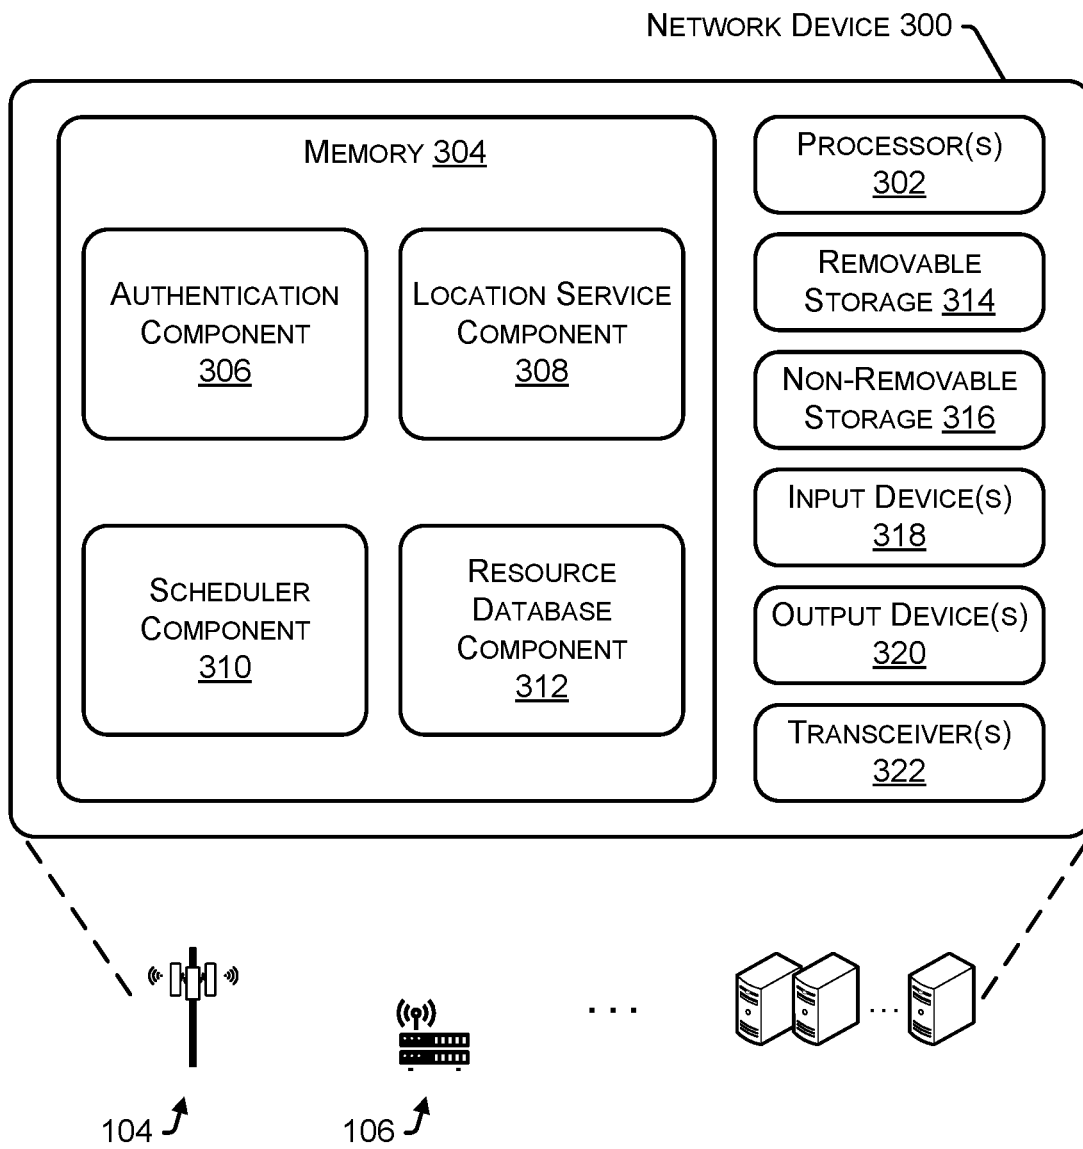 NETWORK DEVICE 300
MEMORY 304
AUTHENTICATION
COMPONENT
306
LOCATION SERVICE
COMPONENT
308
SCHEDULER
COMPONENT
310
RESOURCE
DATABASE
COMPONENT
312
PROCESSOR(S)
302
REMOVABLE
STORAGE 314
NON-REMOVABLE
STORAGE 316
INPUT DEVICE(S)
318
OUTPUT DEVICE(S)
320
TRANSCEIVER(S)
322
. . .
...
104
106